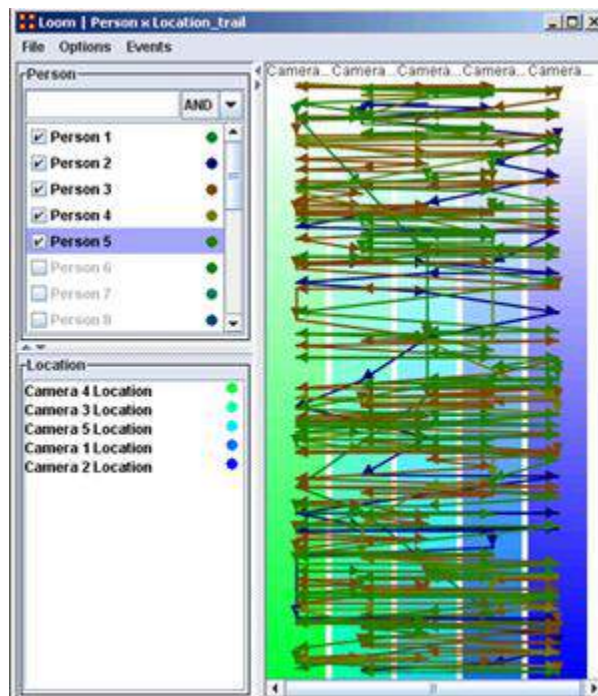 Loom | Person x Location_trail
File Options Events
Person
AND
Person 1
Person 2
Person 3
Person 4
Person 5
Person 6
Person 7
Person 8
Location
Camera 4 Location
Camera 3 Location
Camera 5 Location
Camera 1 Location
Camera 2 Location
Camera... Camera... Camera... Camera... Camera...